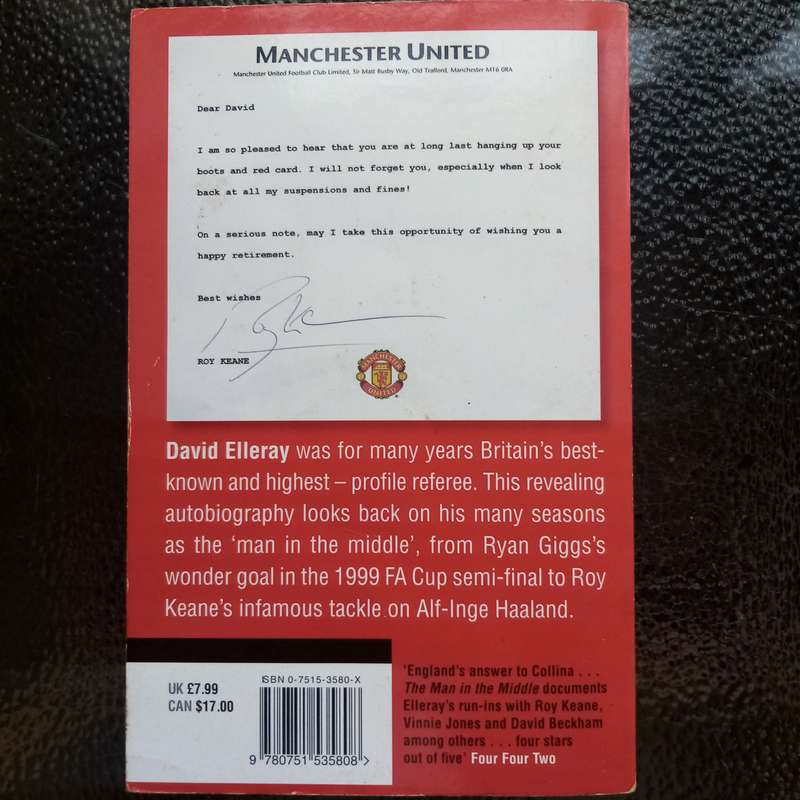 MANCHESTER UNITED
Manchester United Football Club Limited, Sir Matt Busby Way, Old Trafford, Manchester M16 0RA
Dear David
I am so pleased to hear that you are at long last hanging up your
boots and red card. I will not forget you, especially when I look
back at all my suspensions and fines!
On a serious note, may I take this opportunity of wishing you a
happy retirement.
Best wishes
Roy Keane
ROY KEANE
MANCHESTER
UNITED
David Elleray was for many years Britain's best-
known and highest – profile referee. This revealing
autobiography looks back on his many seasons
as the 'man in the middle', from Ryan Giggs's
wonder goal in the 1999 FA Cup semi-final to Roy
Keane's infamous tackle on Alf-Inge Haaland.
UK £7.99
CAN $17.00
ISBN 0-7515-3580-X
9 780751 535808 >
'England's answer to Collina . . .
The Man in the Middle documents
Elleray's run-ins with Roy Keane,
Vinnie Jones and David Beckham
among others . . . four stars
out of five' Four Four Two